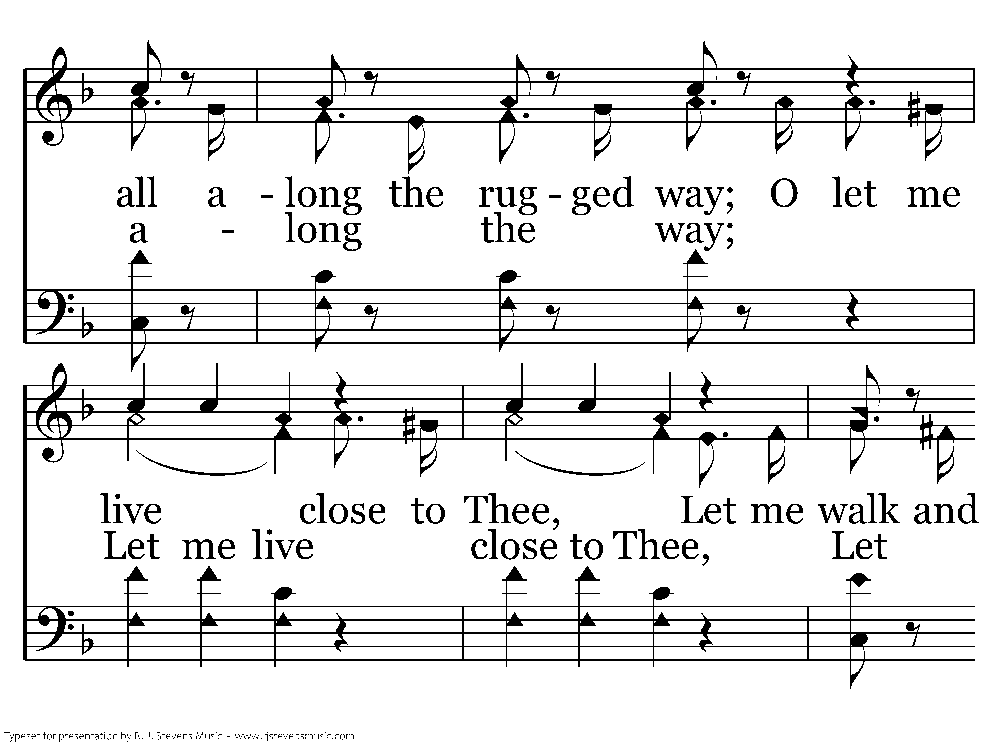 all a - long the rug - ged way; O let me
a - long the way;
live close to Thee, Let me walk and
Let me live close to Thee, Let
Typeset for presentation by R. J. Stevens Music - www.rjstevensmusic.com